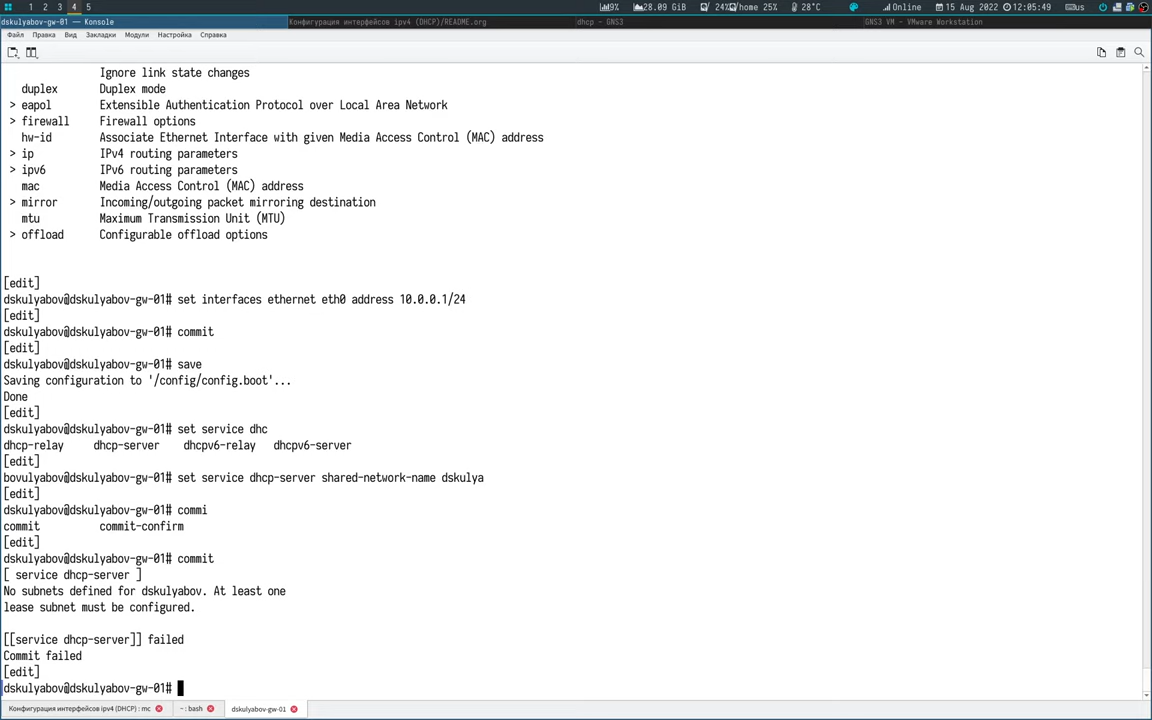 1 2 3 4 5
9% 28.09 GiB / 24% /home 25% 28°C Online 15 Aug 2022 12:05:49 us
dskulyabov-gw-01 — Konsole
Конфигурация интерфейсов ipv4 (DHCP)/README.org
dhcp - GNS3
GNS3 VM - VMware Workstation
Файл Правка Вид Закладки Модули Настройка Справка
Ignore link state changes
duplex Duplex mode
> eapol Extensible Authentication Protocol over Local Area Network
> firewall Firewall options
hw-id Associate Ethernet Interface with given Media Access Control (MAC) address
> ip IPv4 routing parameters
> ipv6 IPv6 routing parameters
mac Media Access Control (MAC) address
> mirror Incoming/outgoing packet mirroring destination
mtu Maximum Transmission Unit (MTU)
> offload Configurable offload options
[edit]
dskulyabov@dskulyabov-gw-01# set interfaces ethernet eth0 address 10.0.0.1/24
[edit]
dskulyabov@dskulyabov-gw-01# commit
[edit]
dskulyabov@dskulyabov-gw-01# save
Saving configuration to '/config/config.boot'...
Done
[edit]
dskulyabov@dskulyabov-gw-01# set service dhc
dhcp-relay dhcp-server dhcpv6-relay dhcpv6-server
[edit]
bovulyabov@dskulyabov-gw-01# set service dhcp-server shared-network-name dskulya
[edit]
dskulyabov@dskulyabov-gw-01# commi
commit commit-confirm
[edit]
dskulyabov@dskulyabov-gw-01# commit
[ service dhcp-server ]
No subnets defined for dskulyabov. At least one
lease subnet must be configured.
[[service dhcp-server]] failed
Commit failed
[edit]
dskulyabov@dskulyabov-gw-01#
Конфигурация интерфейсов ipv4 (DHCP) : mc
~ : bash
dskulyabov-gw-01